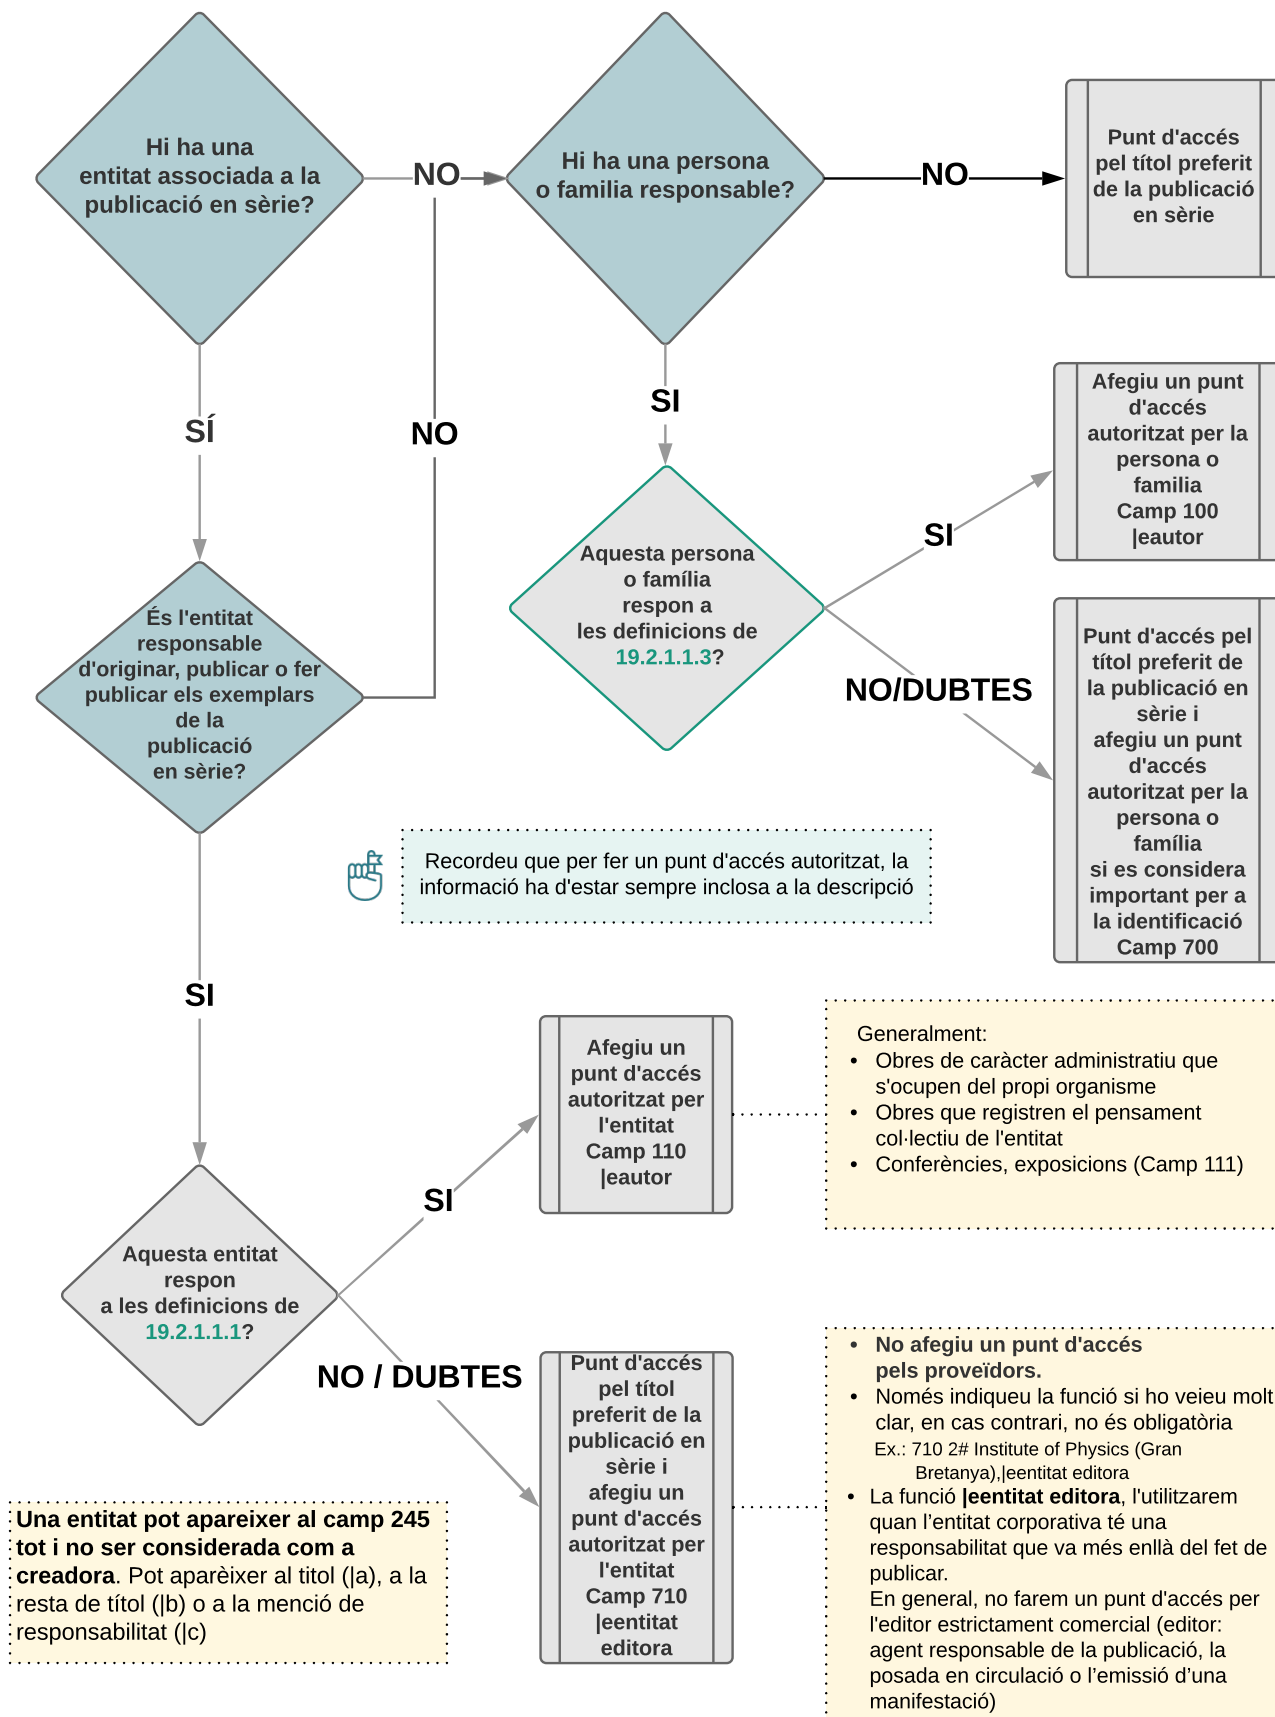 Hi ha una
entitat associada a la
publicació en sèrie?
NO
Hi ha una persona
o familia responsable?
NO
Punt d'accés
pel títol preferit
de la publicació
en sèrie
SÍ
NO
SI
Afegiu un punt
d'accés
autoritzat per la
persona o
familia
Camp 100
|eautor
És l'entitat
responsable
d'originar, publicar o fer
publicar els exemplars
de la
publicació
en sèrie?
Aquesta persona
o família
respon a
les definicions de
19.2.1.1.3?
SI
NO/DUBTES
Punt d'accés pel
títol preferit de
la publicació en
sèrie i
afegiu un punt
d'accés
autoritzat per la
persona o
família
si es considera
important per a
la identificació
Camp 700
Recordeu que per fer un punt d'accés autoritzat, la
informació ha d'estar sempre inclosa a la descripció
SI
Afegiu un
punt d'accés
autoritzat per
l'entitat
Camp 110
|eautor
Generalment:
• Obres de caràcter administratiu que
s'ocupen del propi organisme
• Obres que registren el pensament
col·lectiu de l'entitat
• Conferències, exposicions (Camp 111)
Aquesta entitat
respon
a les definicions de
19.2.1.1.1?
SI
NO / DUBTES
Punt d'accés
pel títol
preferit de la
publicació en
sèrie i
afegiu un
punt d'accés
autoritzat per
l'entitat
Camp 710
|eentitat
editora
• No afegiu un punt d'accés
pels proveïdors.
• Només indiqueu la funció si ho veieu molt
clar, en cas contrari, no és obligatòria
Ex.: 710 2# Institute of Physics (Gran
Bretanya),|eentitat editora
• La funció |eentitat editora, l'utilitzarem
quan l’entitat corporativa té una
responsabilitat que va més enllà del fet de
publicar.
En general, no farem un punt d'accés per
l'editor estrictament comercial (editor:
agent responsable de la publicació, la
posada en circulació o l’emissió d’una
manifestació)
Una entitat pot apareixer al camp 245
tot i no ser considerada com a
creadora. Pot aparèixer al titol (|a), a la
resta de títol (|b) o a la menció de
responsabilitat (|c)